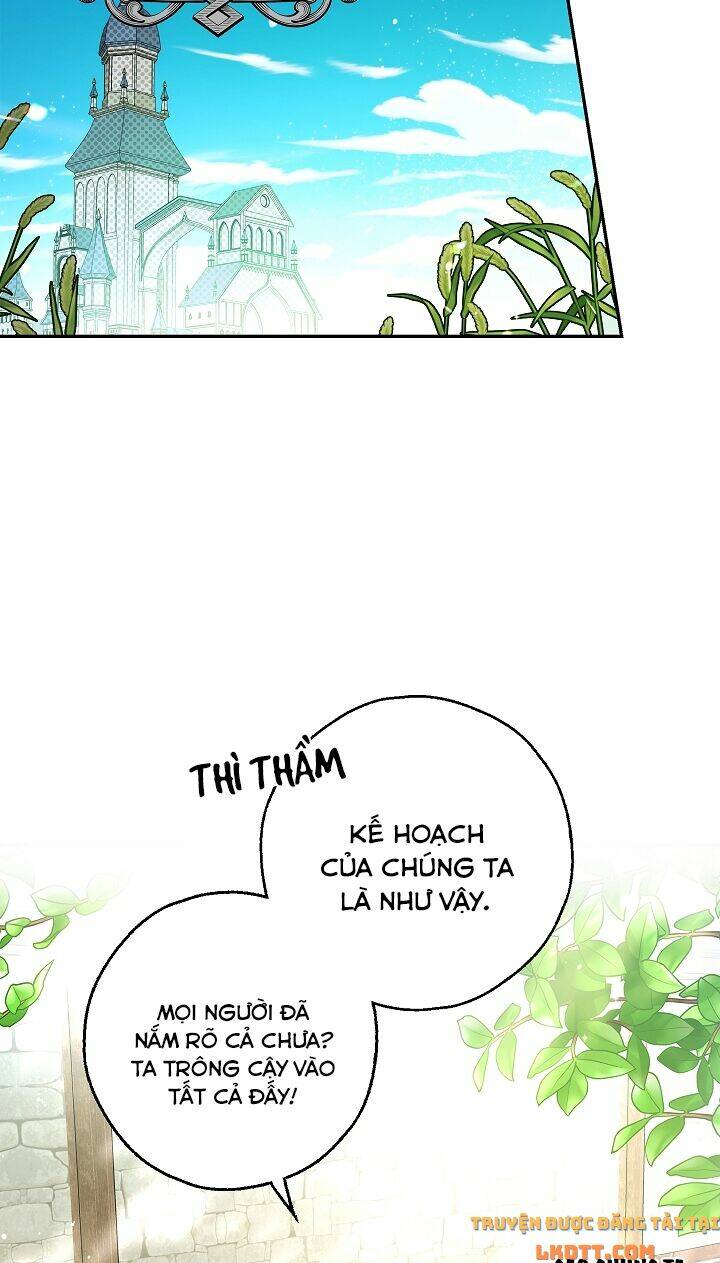 THÌ THẦM
KẾ HOẠCH
CỦA CHÚNG TA
LÀ NHƯ VẬY.
MỌI NGƯỜI ĐÃ
NẮM RÕ CẢ CHƯA?
TA TRÔNG CẬY VÀO
TẤT CẢ ĐẤY!
TRUYỆN ĐƯỢC ĐĂNG TẢI TẠI
LKDTT.COM